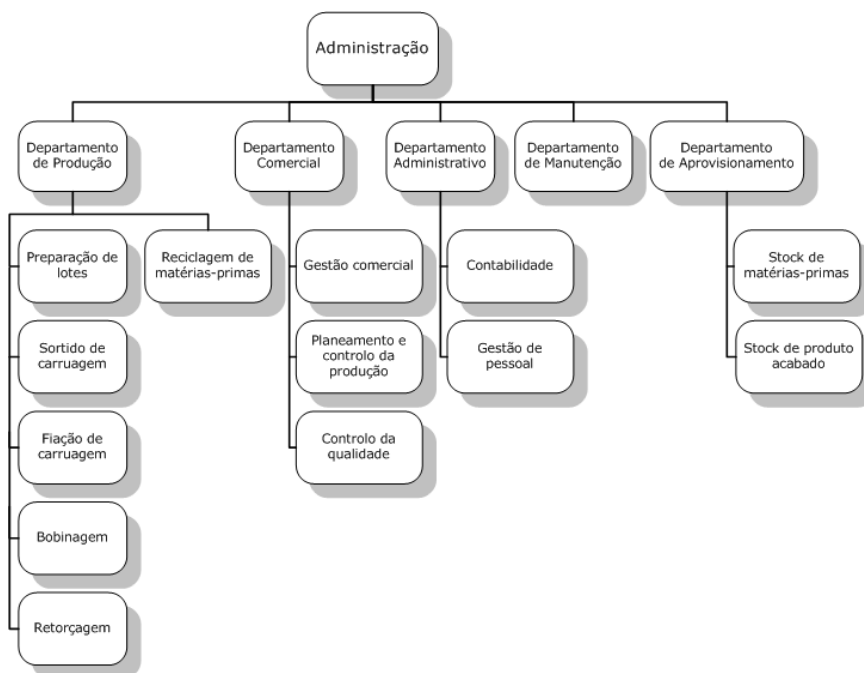 Administração
Departamento
de Produção
Departamento
Comercial
Departamento
Administrativo
Departamento
de Manutenção
Departamento
de Aprovisionamento
Preparação de
lotes
Reciclagem de
matérias-primas
Gestão comercial
Contabilidade
Stock de
matérias-primas
Sortido de
carruagem
Planeamento e
controlo da
produção
Gestão de
pessoal
Stock de produto
acabado
Fiação de
carruagem
Controlo da
qualidade
Bobinagem
Retorçagem